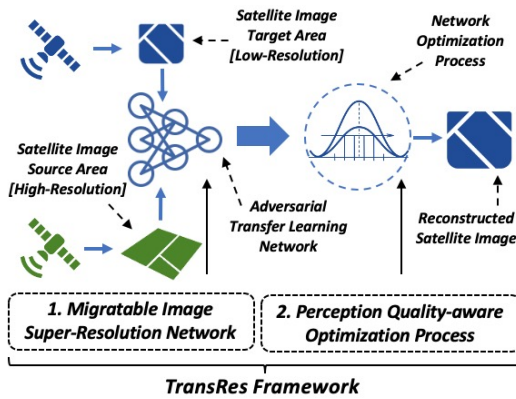 Satellite Image
Target Area
[Low-Resolution]
Network
Optimization
Process
Satellite Image
Source Area
[High-Resolution]
Adversarial
Transfer Learning
Network
Reconstructed
Satellite Image
1. Migratable Image
Super-Resolution Network
2. Perception Quality-aware
Optimization Process
TransRes Framework